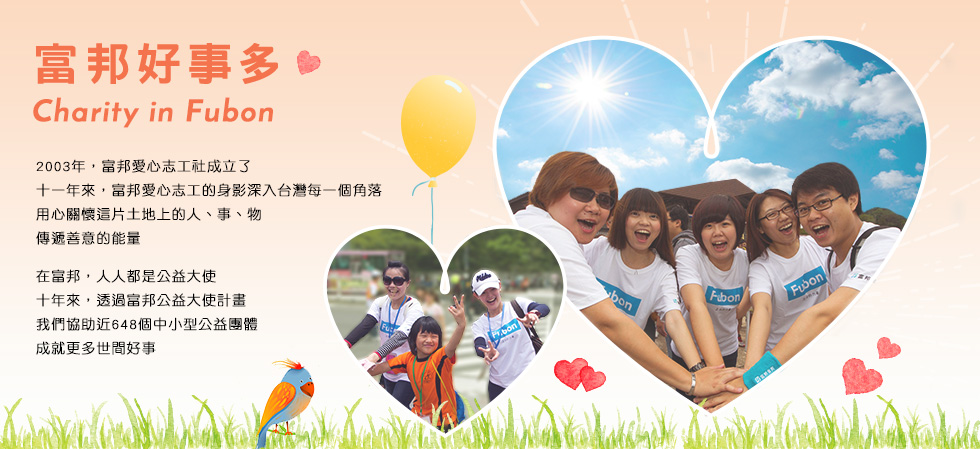 富邦好事多
Charity in Fubon
2003年，富邦愛心志工社成立了
十一年來，富邦愛心志工的身影深入台灣每一個角落
用心關懷這片土地上的人、事、物
傳遞善意的能量
在富邦，人人都是公益大使
十年來，透過富邦公益大使計畫
我們協助近648個中小型公益團體
成就更多世間好事
Fubon
Fubon
Fubon
Fubon
Fubon